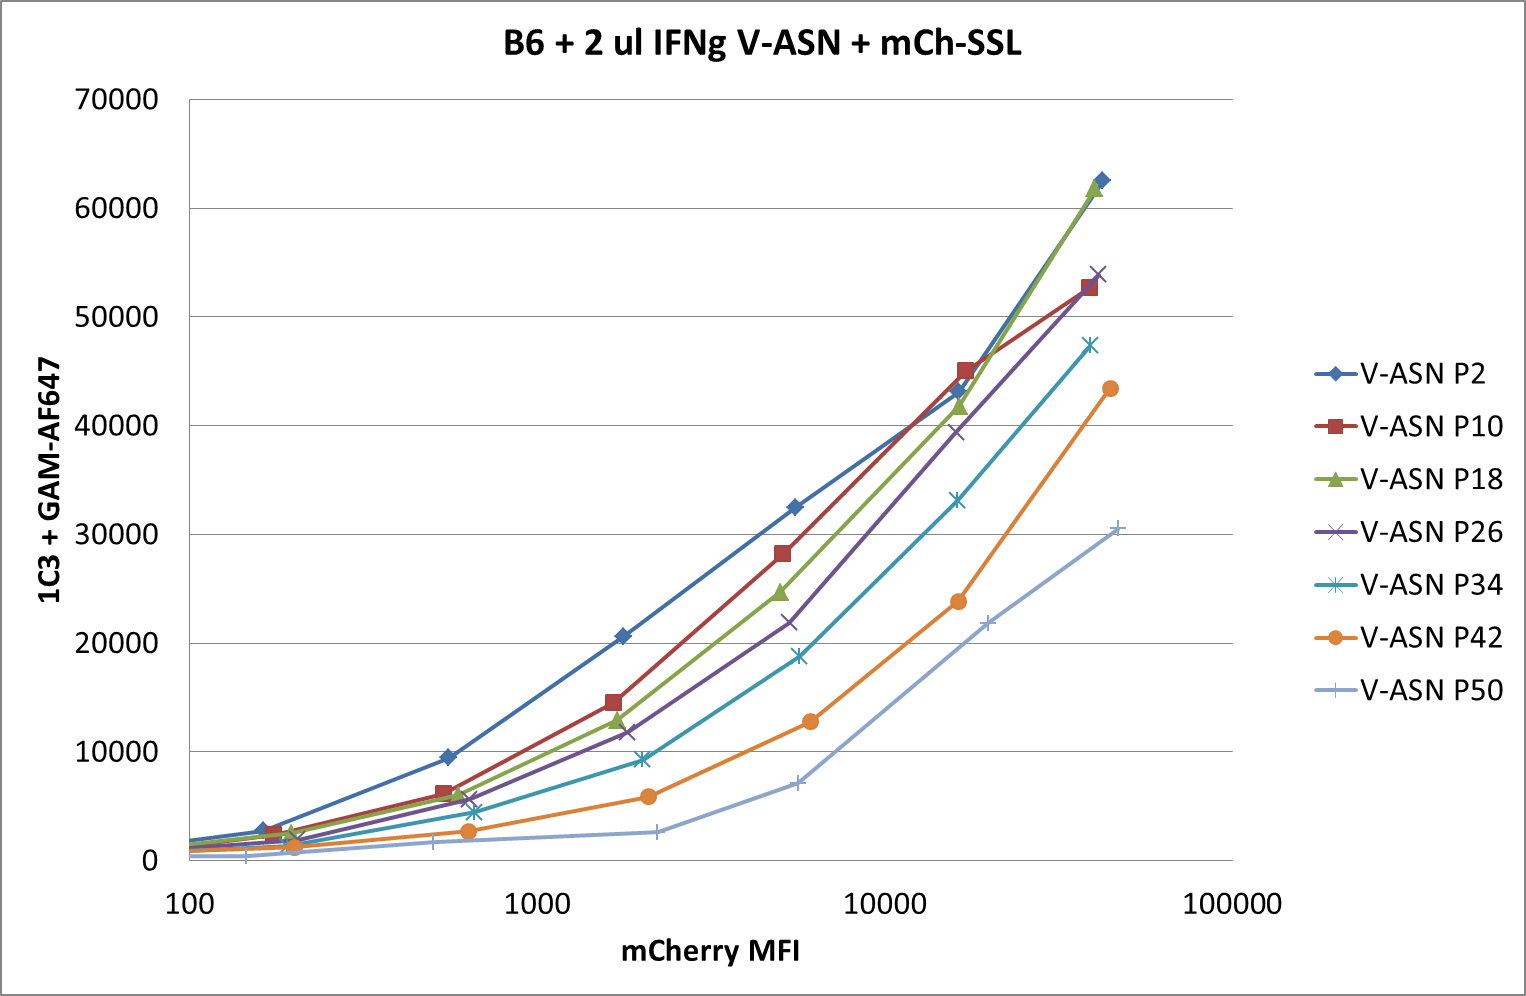 B6 + 2 ul IFNg V-ASN + mCh-SSL
70000
60000
50000
40000
30000
20000
10000
0
1C3 + GAM-AF647
100 1000 10000 100000
mCherry MFI
V-ASN P2
V-ASN P10
V-ASN P18
V-ASN P26
V-ASN P34
V-ASN P42
V-ASN P50